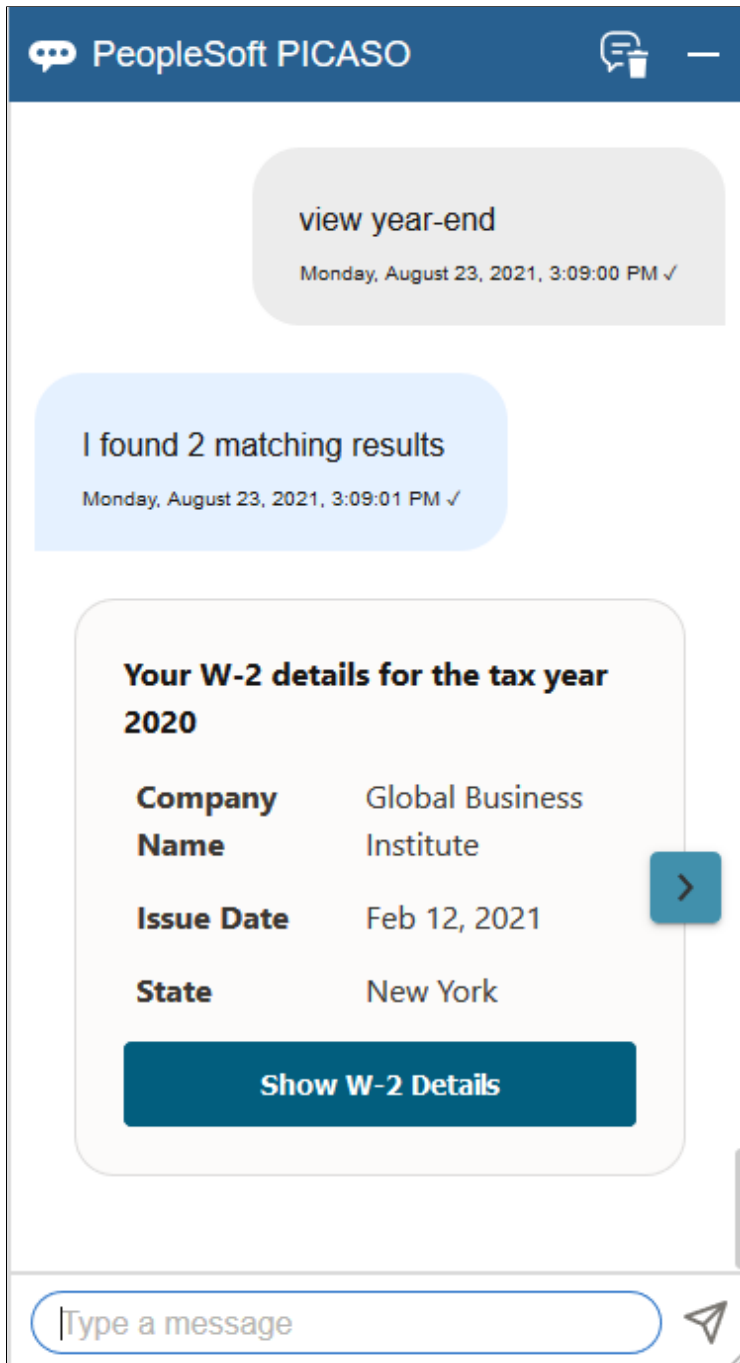 PeopleSoft PICASO
view year-end
Monday, August 23, 2021, 3:09:00 PM ✓
I found 2 matching results
Monday, August 23, 2021, 3:09:01 PM ✓
Your W-2 details for the tax year
2020
Company Name Global Business Institute
Issue Date Feb 12, 2021
State New York
Show W-2 Details
Type a message